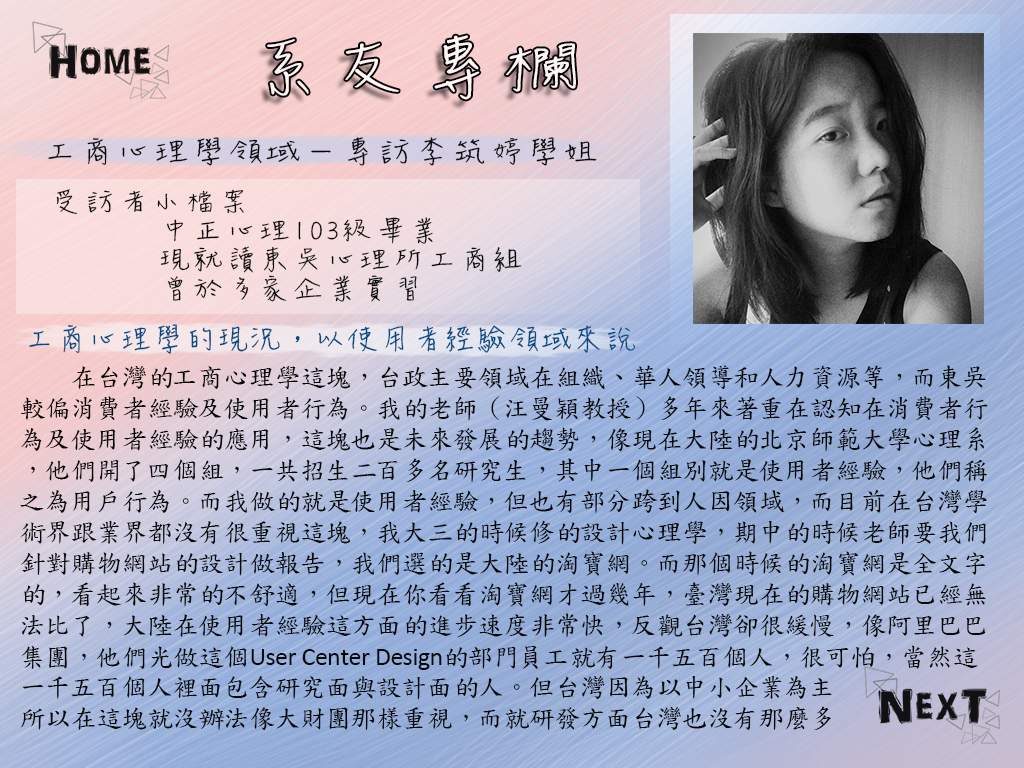 HOME
系友專欄
工商心理學領域－專訪李筑婷學姐
受訪者小檔案
中正心理103級畢業
現就讀東吳心理所工商組
曾於多家企業實習
工商心理學的現況，以使用者經驗領域來說
在台灣的工商心理學這塊，台政主要領域在組織、華人領導和人力資源等，而東吳
較偏消費者經驗及使用者行為。我的老師（汪曼穎教授）多年來著重在認知在消費者行
為及使用者經驗的應用，這塊也是未來發展的趨勢，像現在大陸的北京師範大學心理系
，他們開了四個組，一共招生二百多名研究生，其中一個組別就是使用者經驗，他們稱
之為用戶行為。而我做的就是使用者經驗，但也有部分跨到人因領域，而目前在台灣學
術界跟業界都沒有很重視這塊，我大三的時候修的設計心理學，期中的時候老師要我們
針對購物網站的設計做報告，我們選的是大陸的淘寶網。而那個時候的淘寶網是全文字
的，看起來非常的不舒適，但現在你看看淘寶網才過幾年，臺灣現在的購物網站已經無
法比了，大陸在使用者經驗這方面的進步速度非常快，反觀台灣卻很緩慢，像阿里巴巴
集團，他們光做這個User Center Design的部門員工就有一千五百個人，很可怕，當然這
一千五百個人裡面包含研究面與設計面的人。但台灣因為以中小企業為主
所以在這塊就沒辦法像大財團那樣重視，而就研發方面台灣也沒有那麼多
NEXT